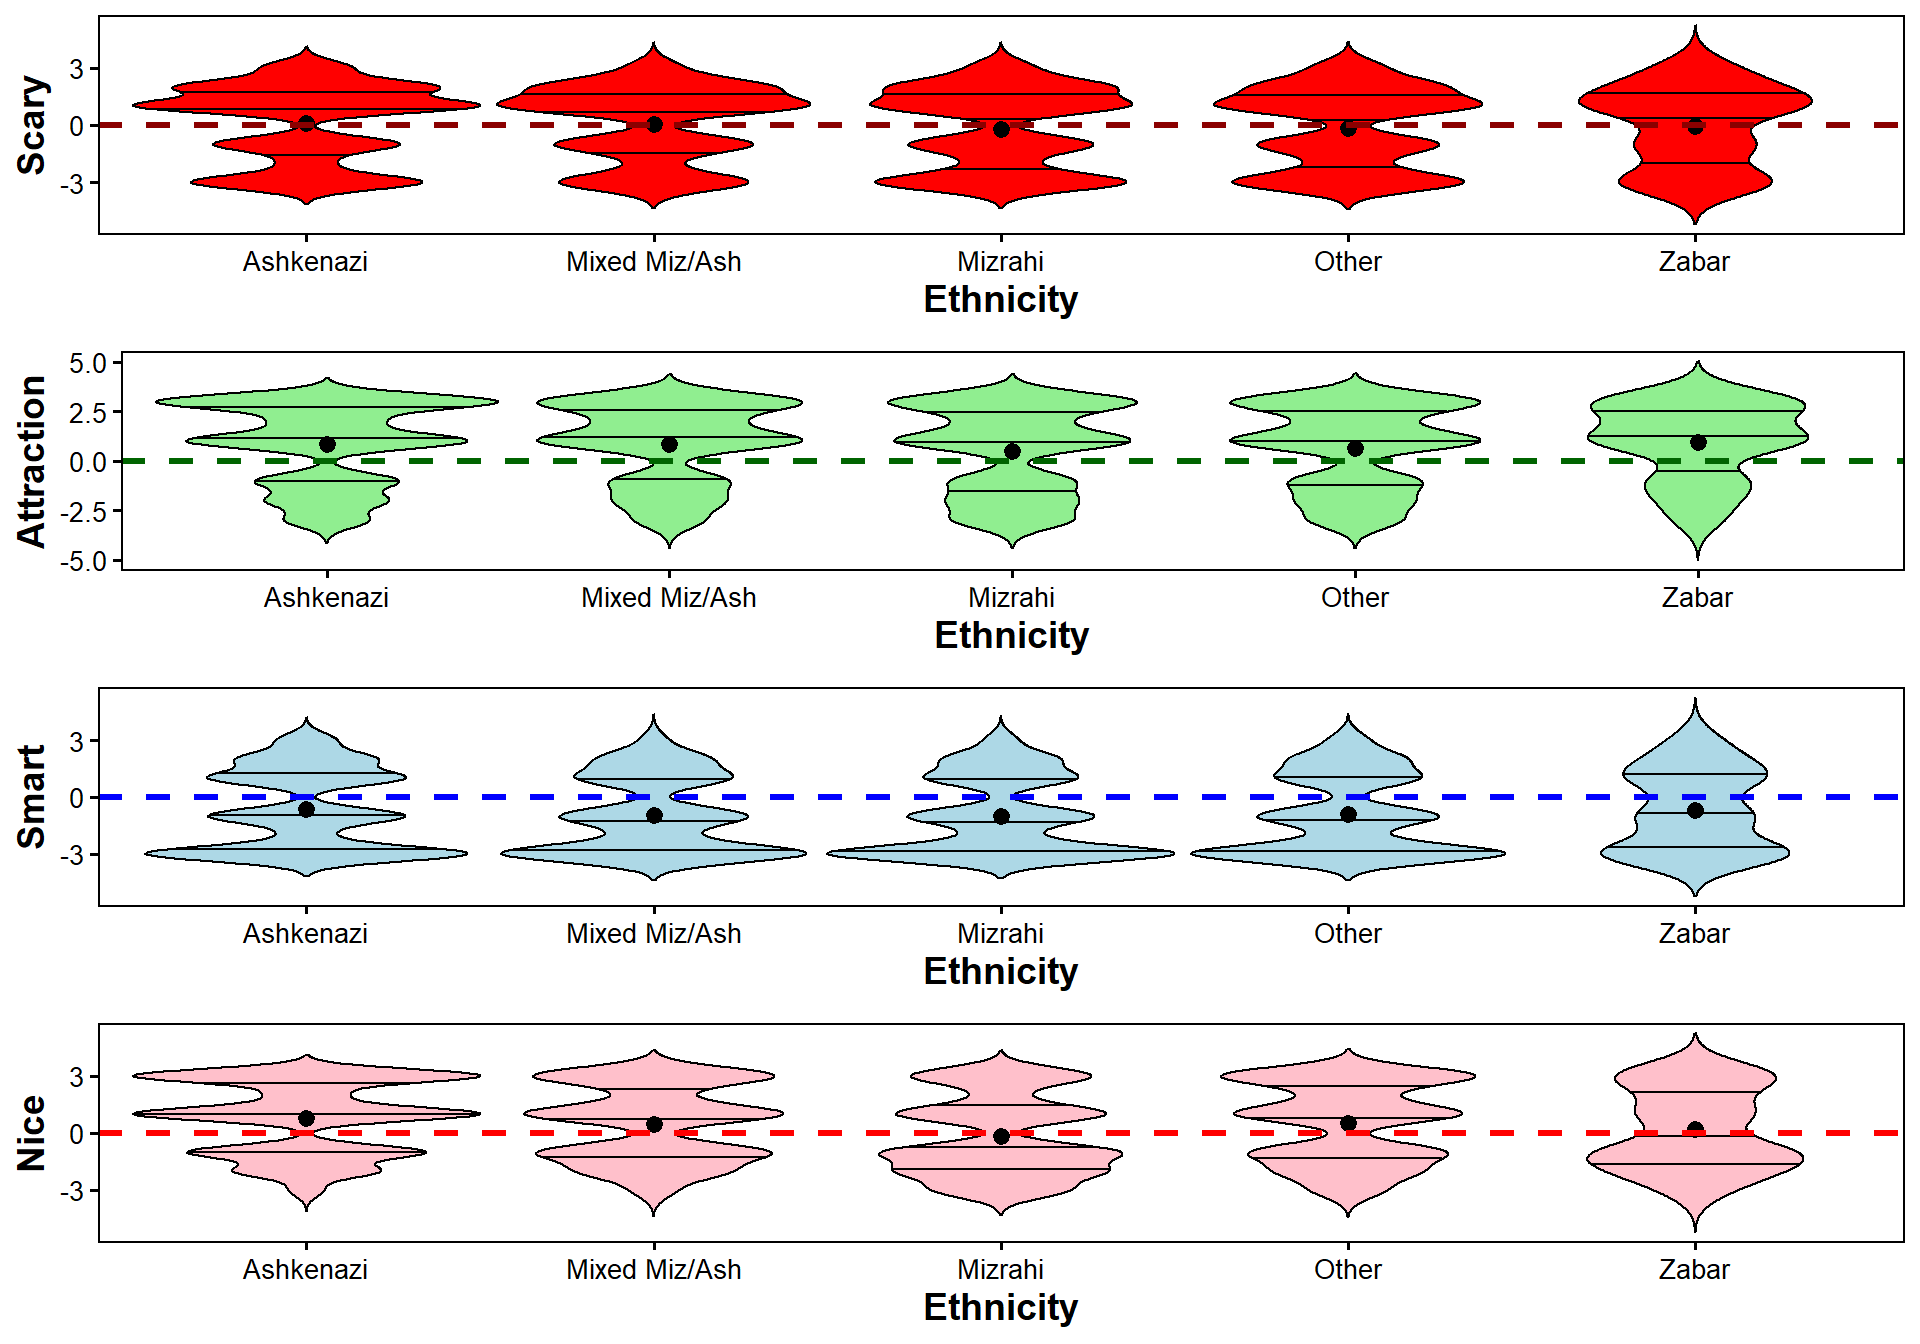 Scary
3
0
-3
Ashkenazi Mixed Miz/Ash Mizrahi Other Zabar
Ethnicity
Attraction
5.0
2.5
0.0
-2.5
-5.0
Ashkenazi Mixed Miz/Ash Mizrahi Other Zabar
Ethnicity
Smart
3
0
-3
Ashkenazi Mixed Miz/Ash Mizrahi Other Zabar
Ethnicity
Nice
3
0
-3
Ashkenazi Mixed Miz/Ash Mizrahi Other Zabar
Ethnicity